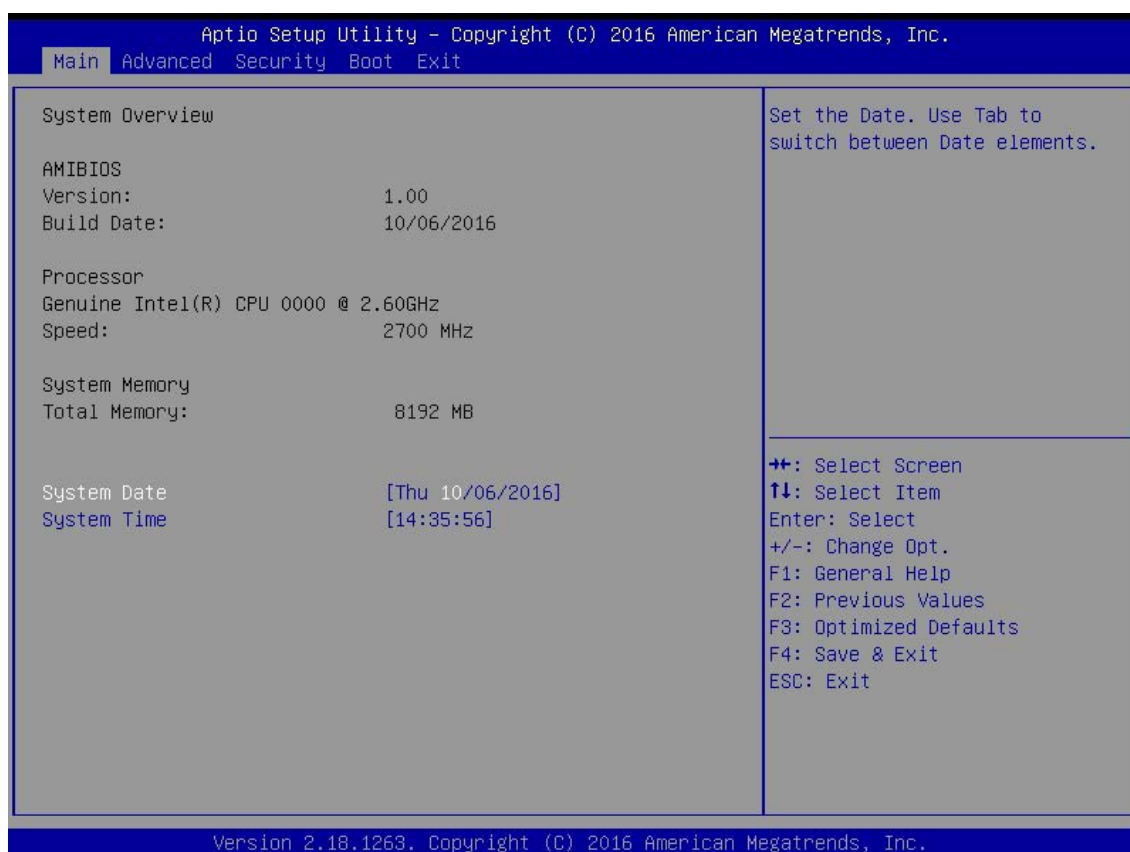 Aptio Setup Utility – Copyright (C) 2016 American Megatrends, Inc.
Main Advanced Security Boot Exit
System Overview
AMIBIOS
Version: 1.00
Build Date: 10/06/2016
Processor
Genuine Intel(R) CPU 0000 @ 2.60GHz
Speed: 2700 MHz
System Memory
Total Memory: 8192 MB
System Date [Thu 10/06/2016]
System Time [14:35:56]
Set the Date. Use Tab to
switch between Date elements.
→←: Select Screen
↑↓: Select Item
Enter: Select
+/-: Change Opt.
F1: General Help
F2: Previous Values
F3: Optimized Defaults
F4: Save & Exit
ESC: Exit
Version 2.18.1263. Copyright (C) 2016 American Megatrends, Inc.